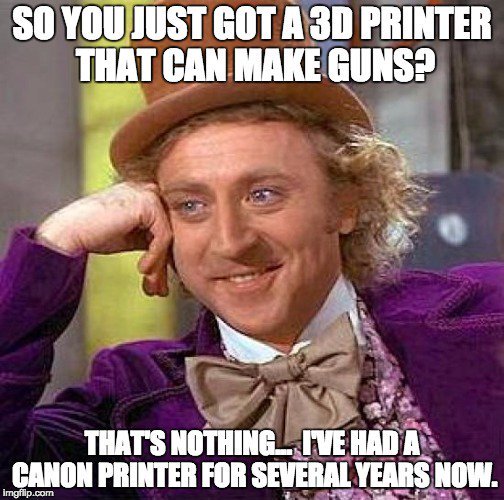 SO YOU JUST GOT A 3D PRINTER
THAT CAN MAKE GUNS?
THAT'S NOTHING... I'VE HAD A
CANON PRINTER FOR SEVERAL YEARS NOW.
imgflip.com